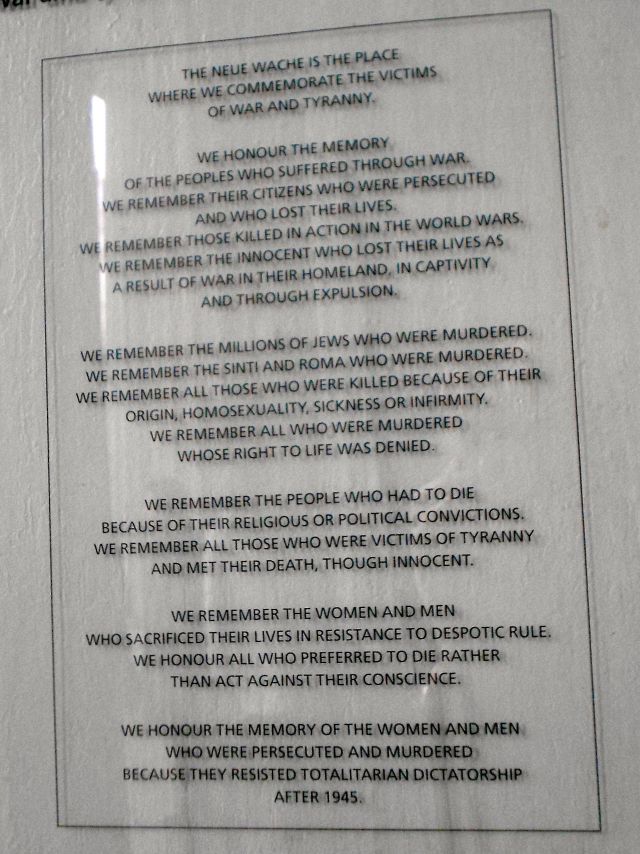 THE NEUE WACHE IS THE PLACE
WHERE WE COMMEMORATE THE VICTIMS
OF WAR AND TYRANNY.
WE HONOUR THE MEMORY
OF THE PEOPLES WHO SUFFERED THROUGH WAR.
WE REMEMBER THEIR CITIZENS WHO WERE PERSECUTED
AND WHO LOST THEIR LIVES.
WE REMEMBER THOSE KILLED IN ACTION IN THE WORLD WARS.
WE REMEMBER THE INNOCENT WHO LOST THEIR LIVES AS
A RESULT OF WAR IN THEIR HOMELAND, IN CAPTIVITY
AND THROUGH EXPULSION.
WE REMEMBER THE MILLIONS OF JEWS WHO WERE MURDERED.
WE REMEMBER THE SINTI AND ROMA WHO WERE MURDERED.
WE REMEMBER ALL THOSE WHO WERE KILLED BECAUSE OF THEIR
ORIGIN, HOMOSEXUALITY, SICKNESS OR INFIRMITY.
WE REMEMBER ALL WHO WERE MURDERED
WHOSE RIGHT TO LIFE WAS DENIED.
WE REMEMBER THE PEOPLE WHO HAD TO DIE
BECAUSE OF THEIR RELIGIOUS OR POLITICAL CONVICTIONS.
WE REMEMBER ALL THOSE WHO WERE VICTIMS OF TYRANNY
AND MET THEIR DEATH, THOUGH INNOCENT.
WE REMEMBER THE WOMEN AND MEN
WHO SACRIFICED THEIR LIVES IN RESISTANCE TO DESPOTIC RULE.
WE HONOUR ALL WHO PREFERRED TO DIE RATHER
THAN ACT AGAINST THEIR CONSCIENCE.
WE HONOUR THE MEMORY OF THE WOMEN AND MEN
WHO WERE PERSECUTED AND MURDERED
BECAUSE THEY RESISTED TOTALITARIAN DICTATORSHIP
AFTER 1945.